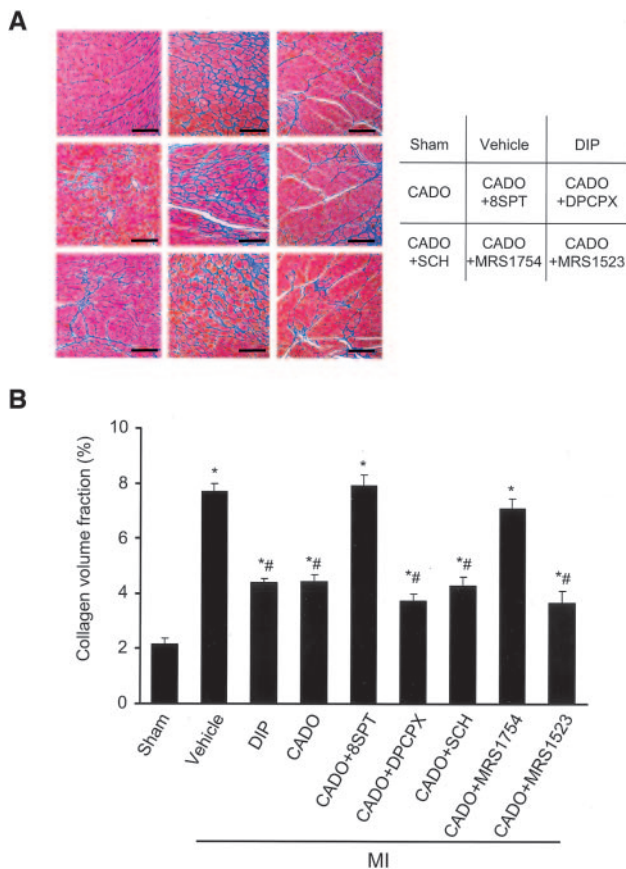 A
Sham Vehicle DIP
CADO CADO CADO
+8SPT +DPCPX
CADO CADO CADO
+SCH +MRS1754 +MRS1523
B
Collagen volume fraction (%)
10
8
6
4
2
0
*
*#
*#
*
*#
*#
*
*#
Sham
Vehicle
DIP
CADO
CADO+8SPT
CADO+DPCPX
CADO+SCH
CADO+MRS1754
CADO+MRS1523
MI